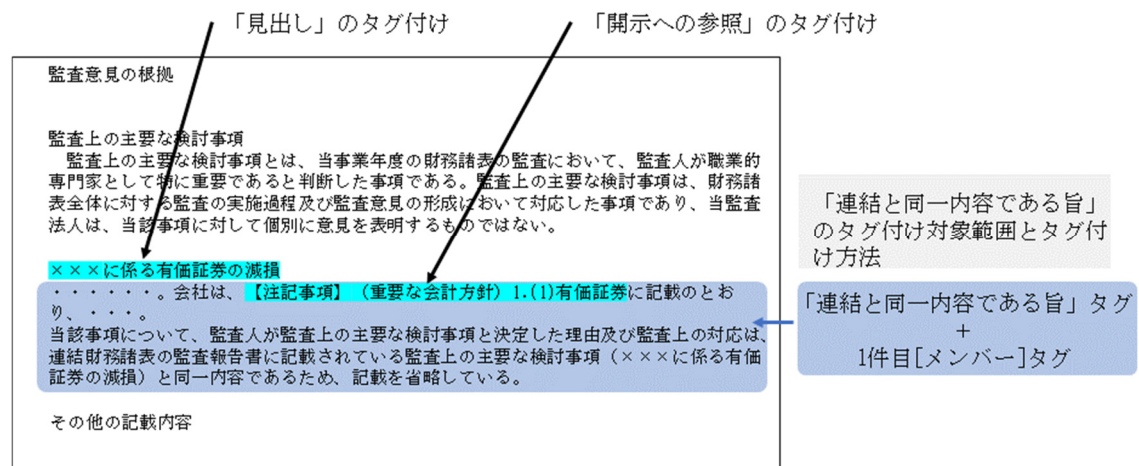 「見出し」のタグ付け
「開示への参照」のタグ付け
監査意見の根拠
監査上の主要な検討事項
監査上の主要な検討事項とは、当事業年度の財務諸表の監査において、監査人が職業的
専門家として特に重要であると判断した事項である。監査上の主要な検討事項は、財務諸
表全体に対する監査の実施過程及び監査意見の形成において対応した事項であり、当監査
法人は、当該事項に対して個別に意見を表明するものではない。
×××に係る有価証券の減損
・・・・・・。会社は、【注記事項】（重要な会計方針）1.(1)有価証券に記載のとお
り、・・・。
当該事項について、監査人が監査上の主要な検討事項と決定した理由及び監査上の対応は、
連結財務諸表の監査報告書に記載されている監査上の主要な検討事項（×××に係る有価
証券の減損）と同一内容であるため、記載を省略している。
その他の記載内容
「連結と同一内容である旨」
のタグ付け対象範囲とタグ付
け方法
「連結と同一内容である旨」タグ
+
1件目[メンバー]タグ